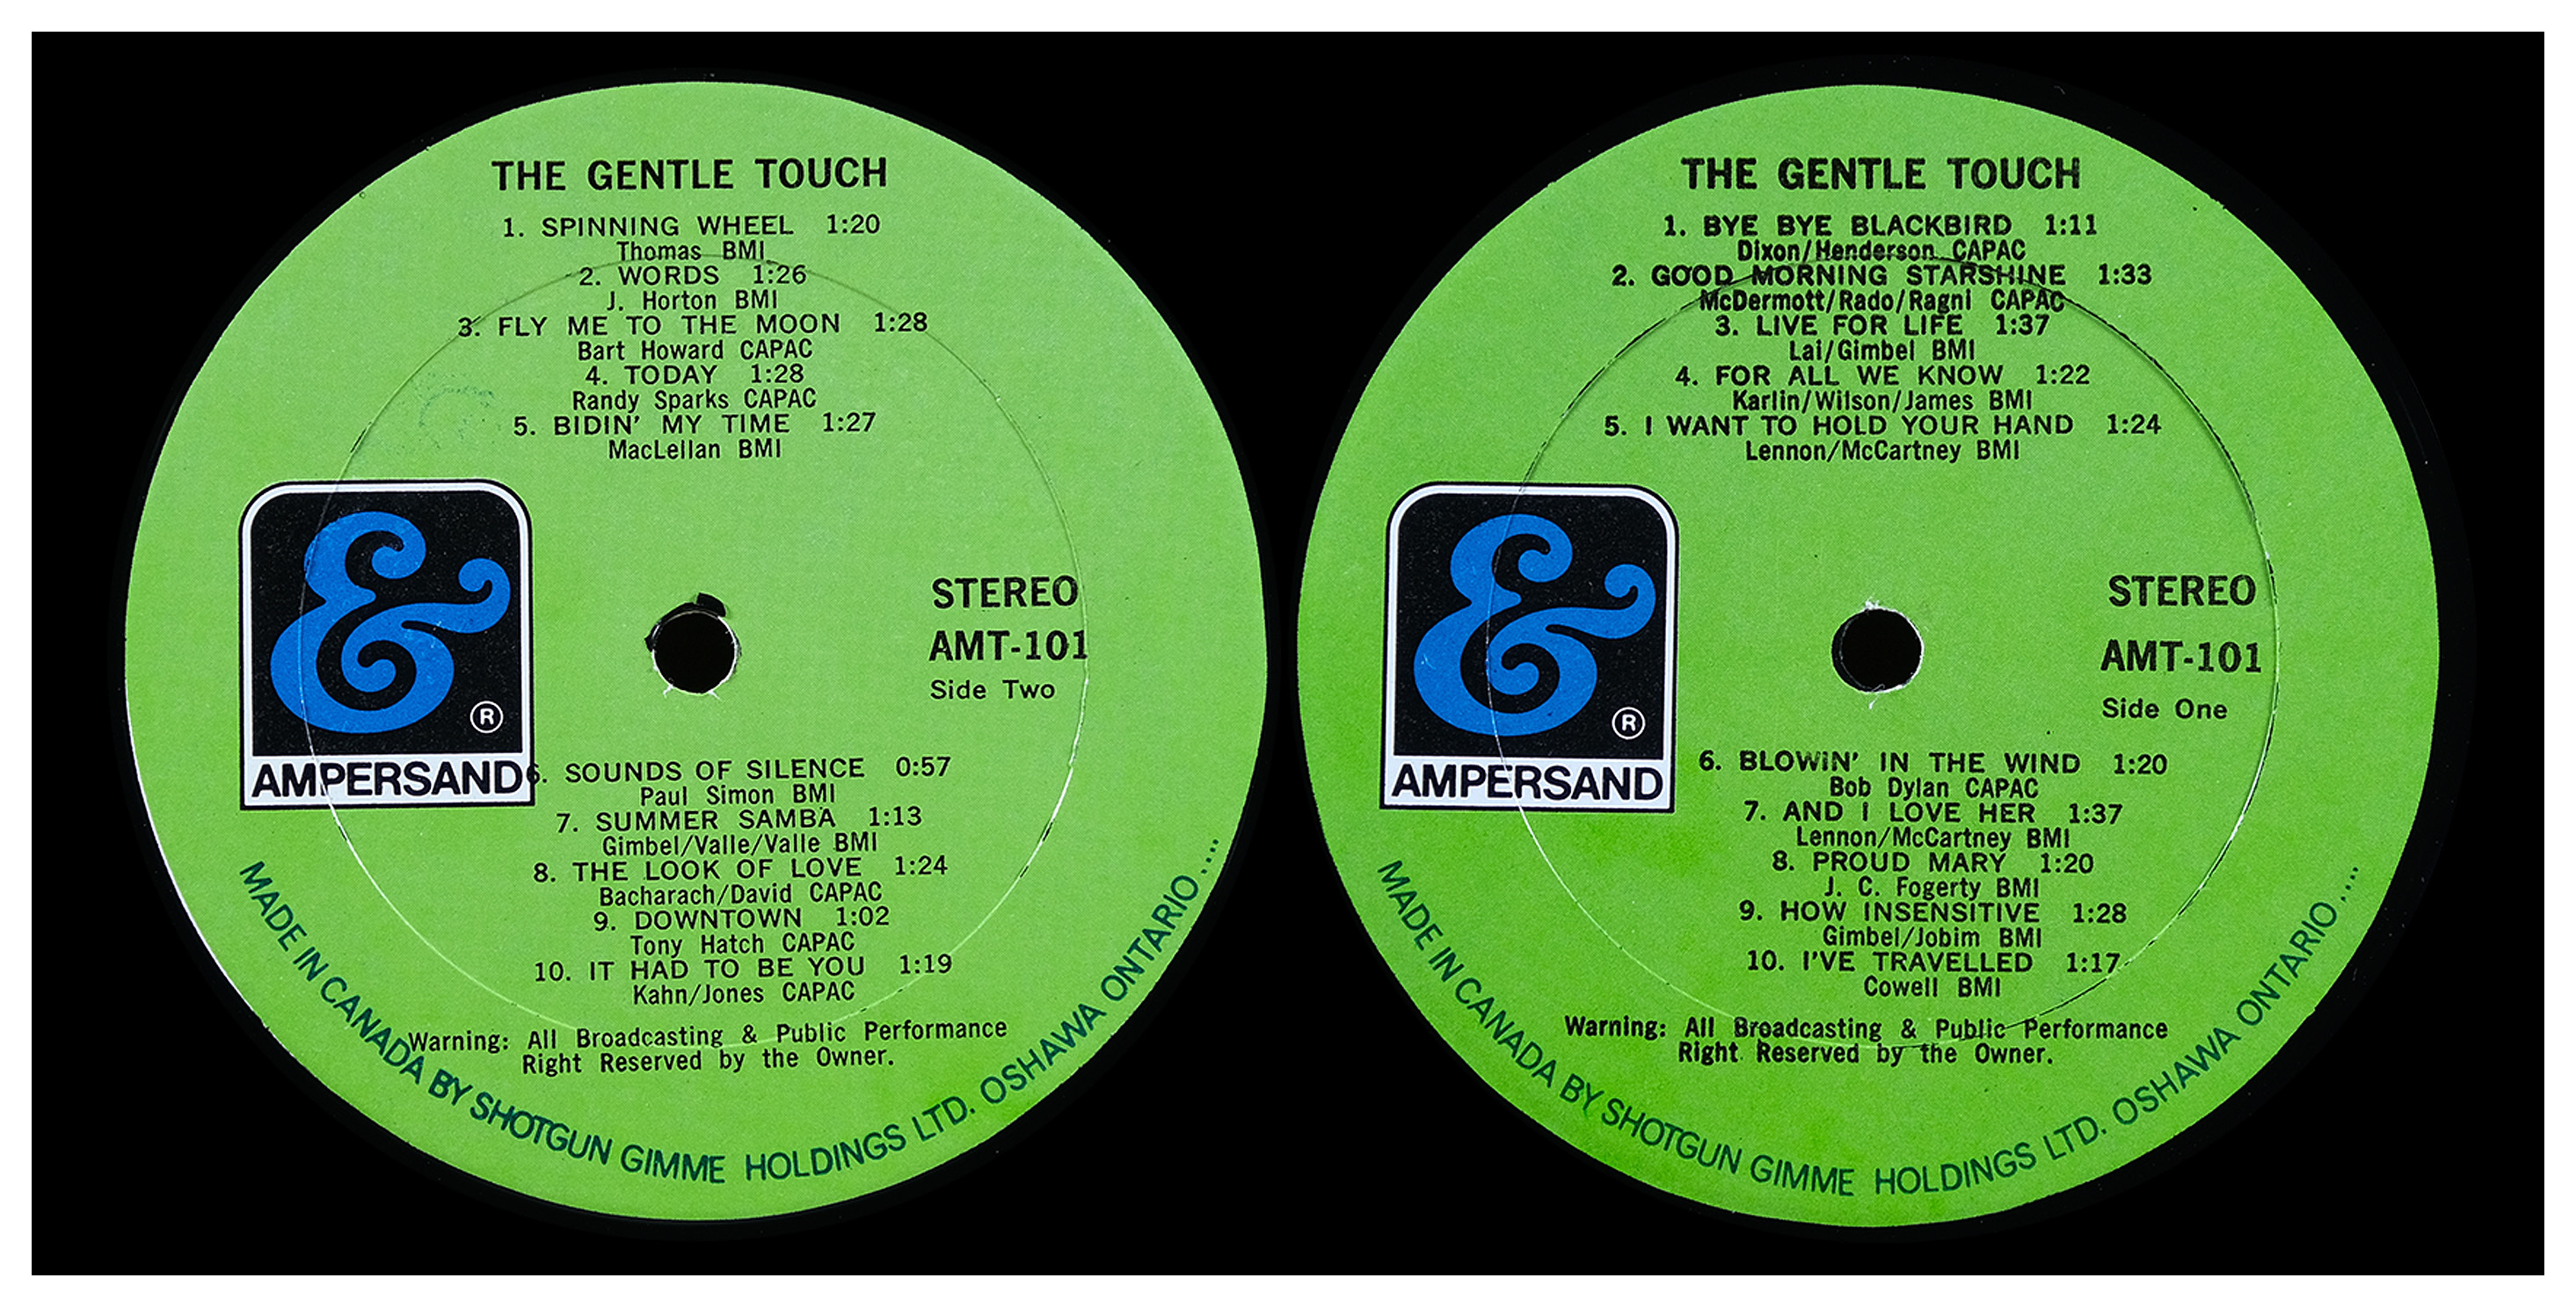 THE GENTLE TOUCH
1. SPINNING WHEEL 1:20
Thomas BMI
2. WORDS 1:26
J. Horton BMI
3. FLY ME TO THE MOON 1:28
Bart Howard CAPAC
4. TODAY 1:28
Randy Sparks CAPAC
5. BIDIN' MY TIME 1:27
MacLellan BMI
&
®
AMPERSAND
STEREO
AMT-101
Side Two
6. SOUNDS OF SILENCE 0:57
Paul Simon BMI
7. SUMMER SAMBA 1:13
Gimbel/Valle/Valle BMI
8. THE LOOK OF LOVE 1:24
Bacharach/David CAPAC
9. DOWNTOWN 1:02
Tony Hatch CAPAC
10. IT HAD TO BE YOU 1:19
Kahn/Jones CAPAC
Warning: All Broadcasting & Public Performance
Right Reserved by the Owner.
MADE IN CANADA BY SHOTGUN GIMME HOLDINGS LTD. OSHAWA ONTARIO....
THE GENTLE TOUCH
1. BYE BYE BLACKBIRD 1:11
Dixon/Henderson CAPAC
2. GOOD MORNING STARSHINE 1:33
McDermott/Rado/Ragni CAPAC
3. LIVE FOR LIFE 1:37
Lai/Gimbel BMI
4. FOR ALL WE KNOW 1:22
Karlin/Wilson/James BMI
5. I WANT TO HOLD YOUR HAND 1:24
Lennon/McCartney BMI
&
®
AMPERSAND
STEREO
AMT-101
Side One
6. BLOWIN' IN THE WIND 1:20
Bob Dylan CAPAC
7. AND I LOVE HER 1:37
Lennon/McCartney BMI
8. PROUD MARY 1:20
J. C. Fogerty BMI
9. HOW INSENSITIVE 1:28
Gimbel/Jobim BMI
10. I'VE TRAVELLED 1:17
Cowell BMI
Warning: All Broadcasting & Public Performance
Right Reserved by the Owner.
MADE IN CANADA BY SHOTGUN GIMME HOLDINGS LTD. OSHAWA ONTARIO....